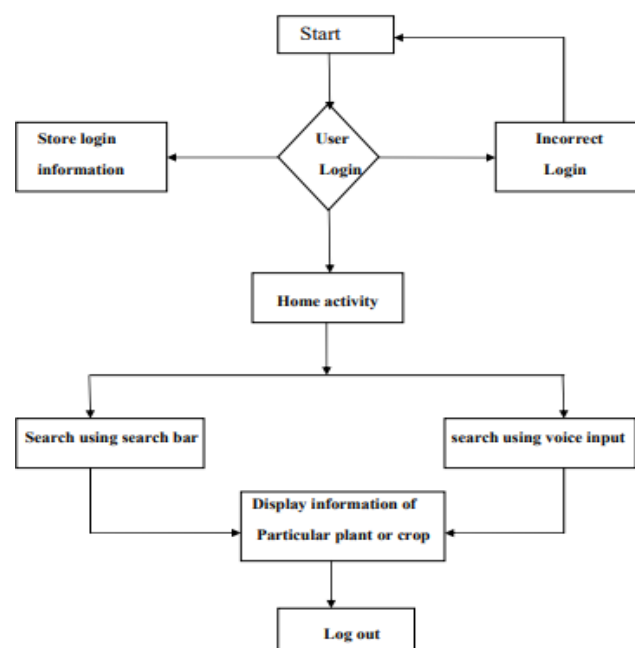 Start
Store login
information
User
Login
Incorrect
Login
Home activity
Search using search bar
search using voice input
Display information of
Particular plant or crop
Log out